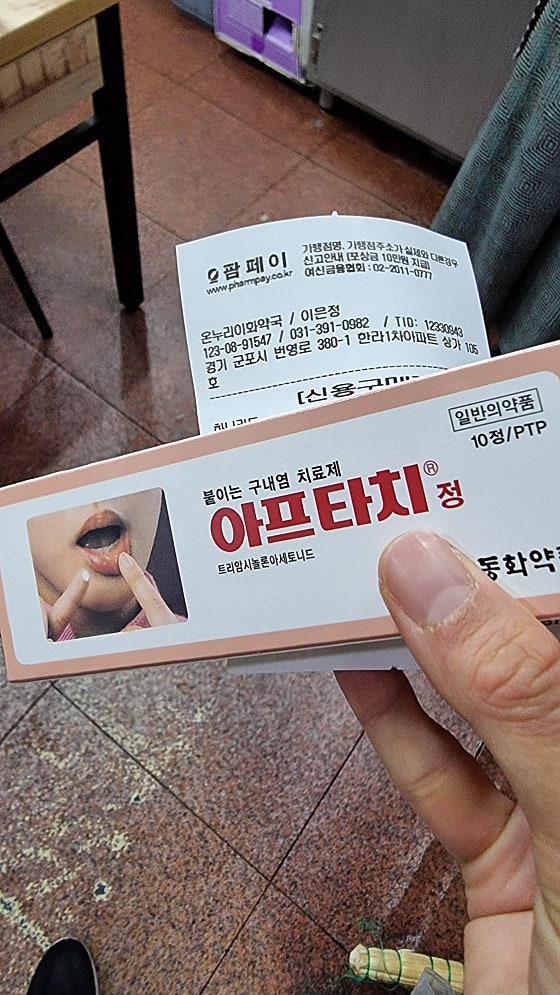 팜페이
www.pharmpay.co.kr
가맹점명, 가맹점주소가 실제와 다른경우
신고안내 [포상금 10만원 지급]
여신금융협회 : 02-2011-0777
온누리이화약국 / 이은정
123-08-91547 / 031-391-0982 / TID: 12330943
경기 군포시 번영로 380-1 한라1차아파트 상가 105
호
일반의약품
10정/PTP
붙이는 구내염 치료제
아프타치® 정
트리암시놀론아세토니드
동화약